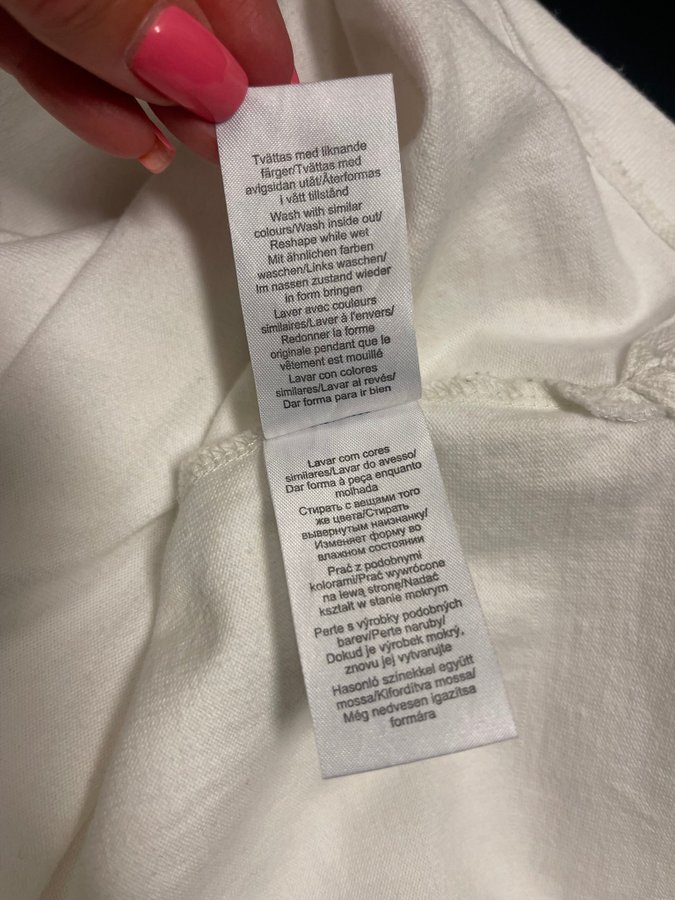 Tvättas med liknande
färger/Tvättas med
avigsidan utåt/Återformas
i vått tillstånd
Wash with similar
colours/Wash inside out/
Reshape while wet
Mit ähnlichen farben
waschen/Links waschen/
Im nassen zustand wieder
in form bringen
Laver avec couleurs
similaires/Laver à l'envers/
Redonner la forme
originale pendant que le
vêtement est mouillé
Lavar con colores
similares/Lavar al revés/
Dar forma para ir bien
Lavar com cores
similares/Lavar do avesso/
Dar forma à peça enquanto
molhada
Стирать с вещами того
же цвета/Стирать
вывернутым наизнанку/
Изменяет форму во
влажном состоянии
Prać z podobnymi
kolorami/Prać wywrócone
na lewą stronę/Nadać
kształt w stanie mokrym
Perte s výrobky podobných
barev/Perte naruby/
Dokud je výrobek mokrý,
znovu jej vytvarujte
Hasonló színekkel együtt
mossa/Kifordítva mossa/
Még nedvesen igazítsa
formára